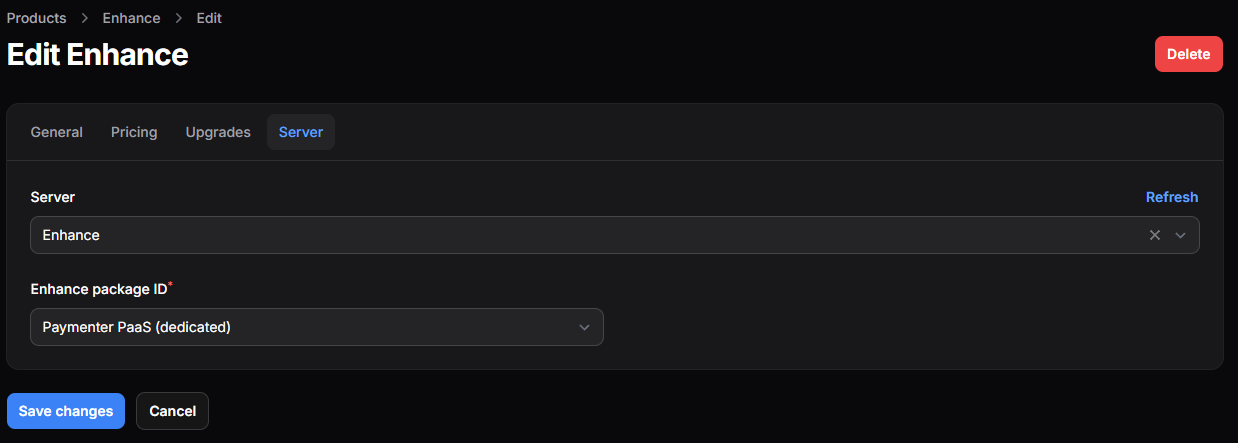 Products > Enhance > Edit
Edit Enhance
Delete
General Pricing Upgrades Server
Server
Refresh
Enhance
Enhance package ID*
Paymenter PaaS (dedicated)
Save changes Cancel